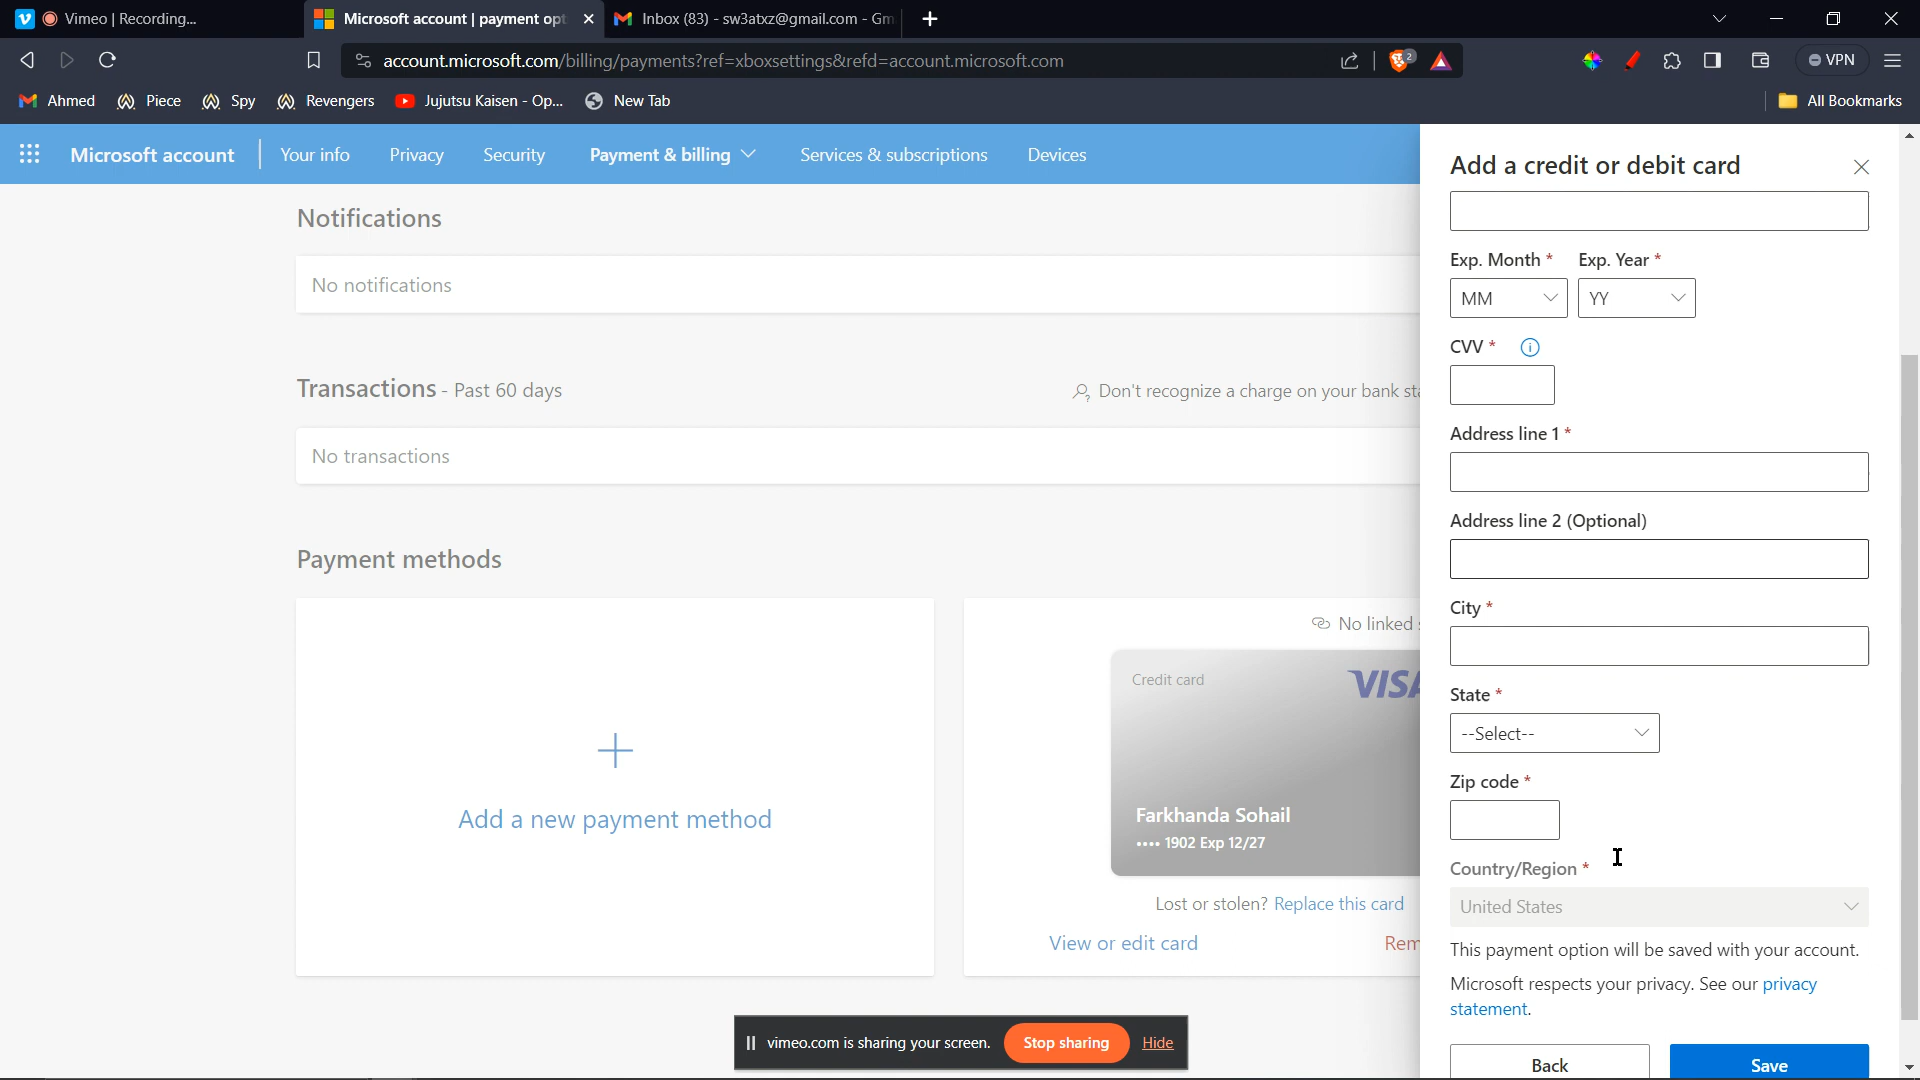 Vimeo | Recording...
Microsoft account | payment opt
Inbox (83) - sw3atxz@gmail.com - Gm
account.microsoft.com/billing/payments?ref=xboxsettings&refd=account.microsoft.com
2
VPN
Ahmed
Piece
Spy
Revengers
Jujutsu Kaisen - Op...
New Tab
All Bookmarks
Microsoft account
Your info
Privacy
Security
Payment & billing
Services & subscriptions
Devices
Notifications
No notifications
Transactions - Past 60 days
Don't recognize a charge on your bank sta
No transactions
Payment methods
Add a new payment method
No linked s
Credit card
VISA
Farkhanda Sohail
•••• 1902 Exp 12/27
Lost or stolen? Replace this card
View or edit card
Rem
Add a credit or debit card
Exp. Month *
Exp. Year *
MM
YY
CVV *
Address line 1 *
Address line 2 (Optional)
City *
State *
--Select--
Zip code *
Country/Region *
United States
This payment option will be saved with your account.
Microsoft respects your privacy. See our privacy
statement.
Back
Save
vimeo.com is sharing your screen.
Stop sharing
Hide